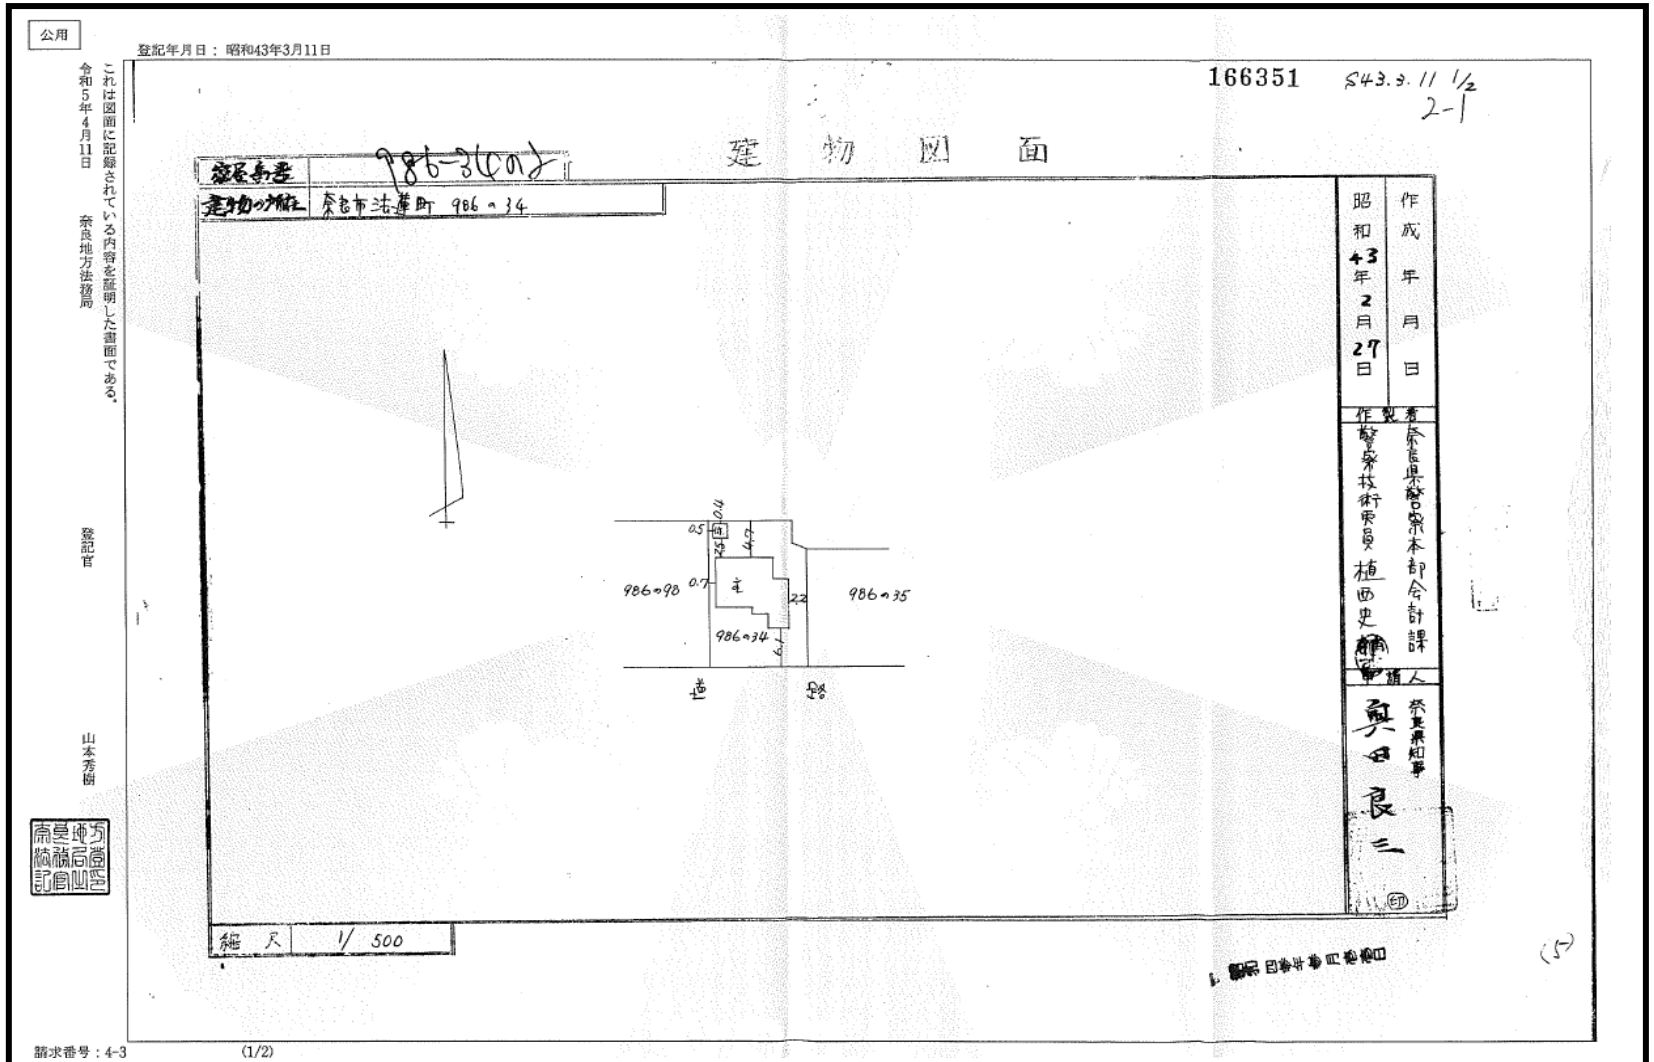 公用
登記年月日：昭和43年3月11日
166351
S43.3.11 1/2
2-1
これは図面に記録されている内容を証明した書面である。
令和5年4月11日 奈良地方法務局 登記官 山本秀樹
建物図面
家屋番号
建物の所在 奈良市法蓮町 986の34
作成年月日
昭和43年2月27日
作製者
奈良県警察本部会計課
警察技術吏員 植西史
申請人
奈良県知事
奥田良三
印
0.5
0.4
2.5
4.7
986の98
0.7
主
2.2
986の35
986の34
6.1
道路
縮尺 1/500
(5)
請求番号：4-3
(1/2)